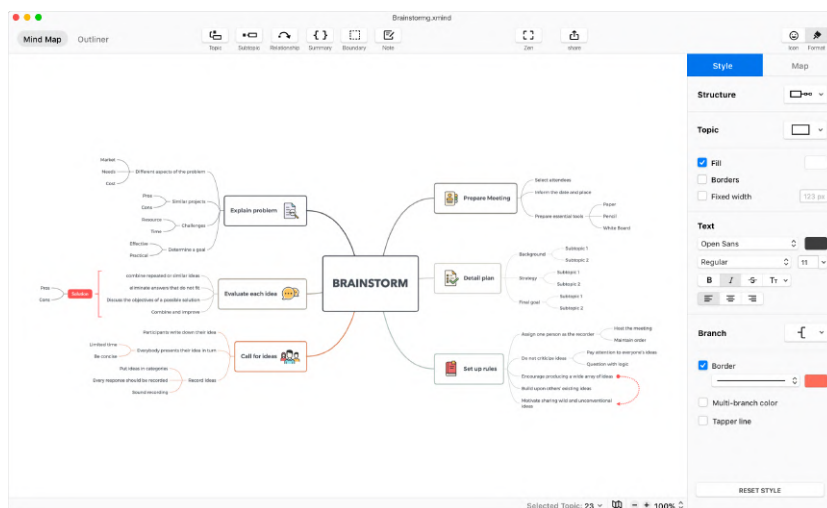 Brainstormg.xmind
Mind Map
Outliner
Topic
Subtopic
Relationship
Summary
Boundary
Note
Zen
share
Icon
Format
Style
Map
Structure
Topic
Fill
Borders
Fixed width
123 px
Text
Open Sans
Regular
11
B
I
S
Tт
Branch
Border
Multi-branch color
Tapper line
RESET STYLE
BRAINSTORM
Explain problem
Different aspects of the problem
Market
Needs
Cost
Similar projects
Pros
Cons
Challenges
Resource
Time
Determine a goal
Effective
Practical
Evaluate each idea
combine repeated in similar ideas
eliminate answers that do not fit
Discuss the objectives of a possible solution
Combine and improve
Solution
Pros
Cons
Call for ideas
Participants write down their idea
Everybody presents their idea in turn
Limited time
Be concise
Record ideas
Put ideas in categories
Every response should be recorded
Sound recording
Prepare Meeting
Select attendees
Inform the date and place
Prepare essential tools
Paper
Pencil
White Board
Detail plan
Background
Subtopic 1
Subtopic 2
Strategy
Subtopic 1
Subtopic 2
Final goal
Subtopic 1
Subtopic 2
Set up rules
Assign one person as the recorder
Host the meeting
Maintain order
Do not criticize ideas
Pay attention to everyone's ideas
Question with logic
Encourage producing a wide array of ideas
Build upon others' existing ideas
Motivate sharing wild and unconventional
ideas
Selected Topic: 23
100%